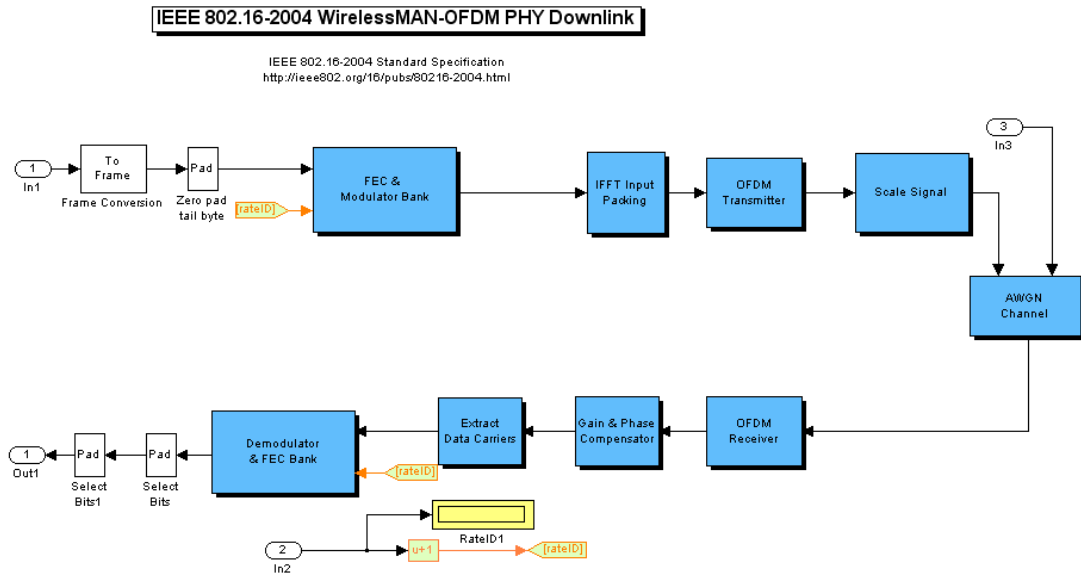 IEEE 802.16-2004 WirelessMAN-OFDM PHY Downlink
IEEE 802.16-2004 Standard Specification
http://ieee802.org/16/pubs/80216-2004.html
1
In1
To
Frame
Frame Conversion
Pad
Zero pad
tail byte
[rateID]
FEC &
Modulator Bank
IFFT Input
Packing
OFDM
Transmitter
Scale Signal
3
In3
AWGN
Channel
OFDM
Receiver
Gain & Phase
Compensator
Extract
Data Carriers
[rateID]
Demodulator
& FEC Bank
Pad
Select
Bits
Pad
Select
Bits1
1
Out1
2
In2
RateID1
u+1
[rateID]